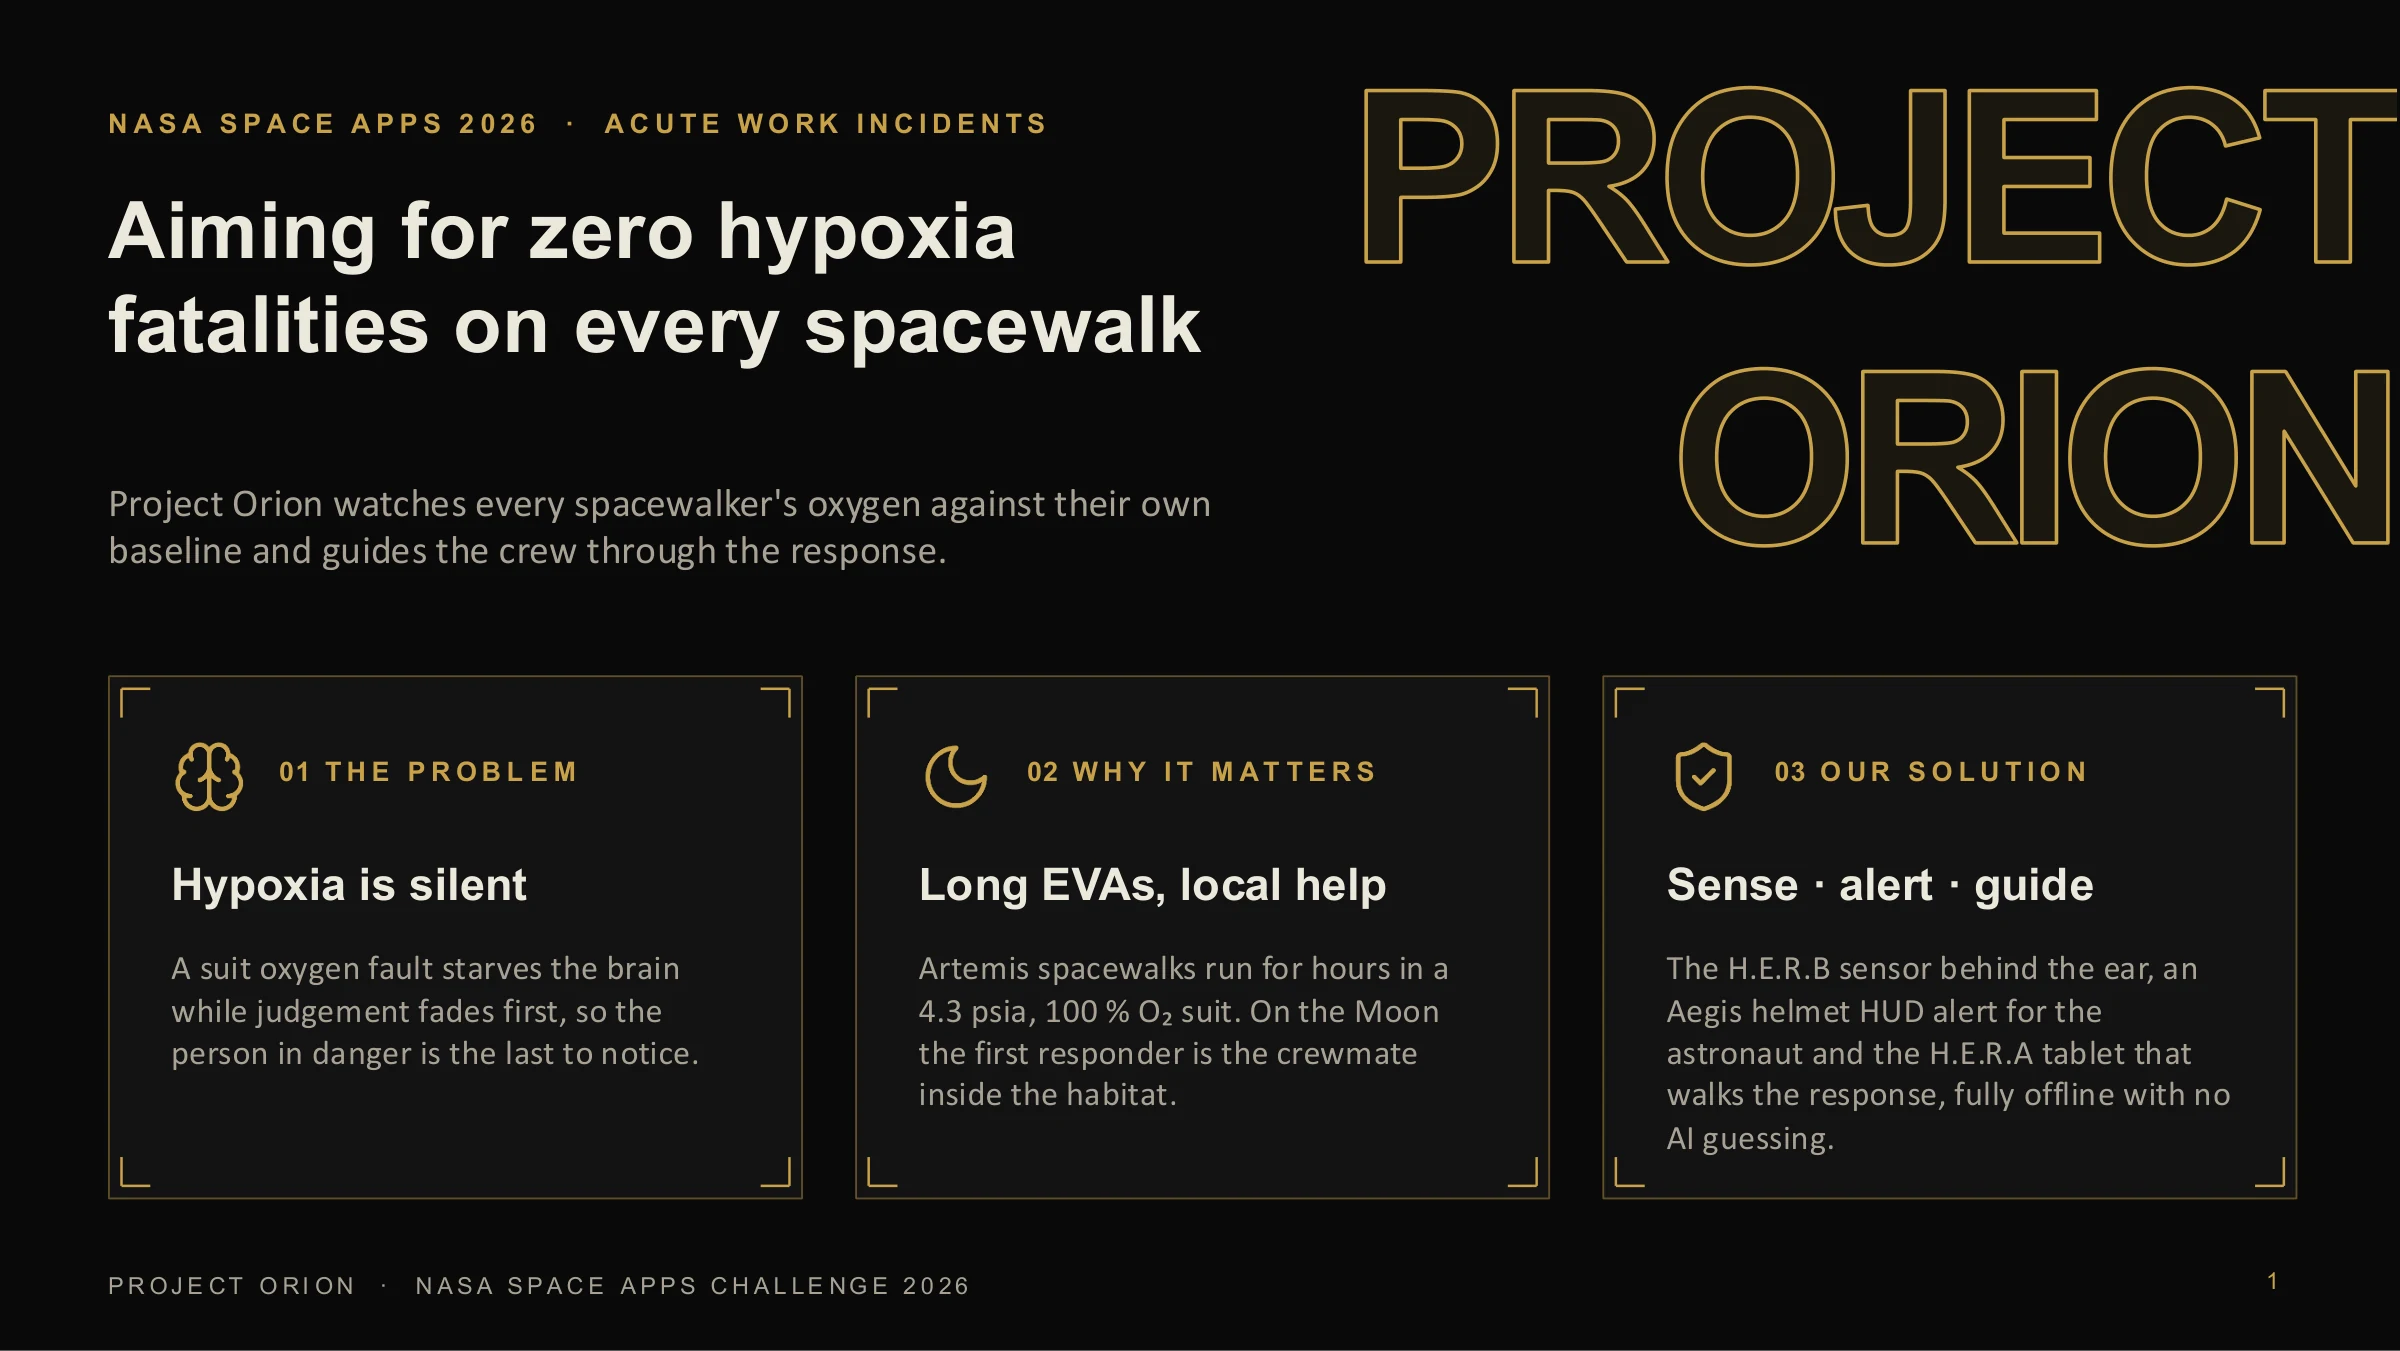 NASA SPACE APPS 2026 · ACUTE WORK INCIDENTS
Aiming for zero hypoxia
fatalities on every spacewalk
Project Orion watches every spacewalker's oxygen against their own
baseline and guides the crew through the response.
PROJECT
ORION
01 THE PROBLEM
Hypoxia is silent
A suit oxygen fault starves the brain
while judgement fades first, so the
person in danger is the last to notice.
02 WHY IT MATTERS
Long EVAs, local help
Artemis spacewalks run for hours in a
4.3 psia, 100 % O₂ suit. On the Moon
the first responder is the crewmate
inside the habitat.
03 OUR SOLUTION
Sense · alert · guide
The H.E.R.B sensor behind the ear, an
Aegis helmet HUD alert for the
astronaut and the H.E.R.A tablet that
walks the response, fully offline with no
AI guessing.
PROJECT ORION · NASA SPACE APPS CHALLENGE 2026
1